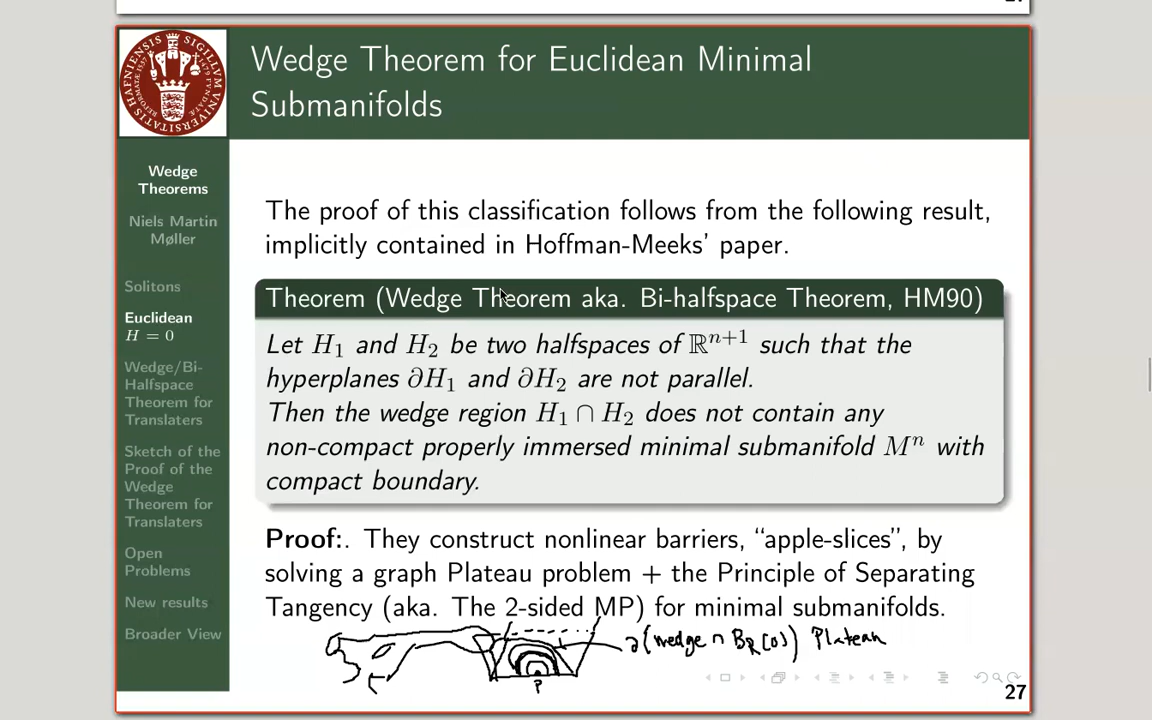 Wedge Theorem for Euclidean Minimal
Submanifolds
Wedge
Theorems
Niels Martin
Møller
Solitons
Euclidean
H = 0
Wedge/Bi-
Halfspace
Theorem for
Translaters
Sketch of the
Proof of the
Wedge
Theorem for
Translaters
Open
Problems
New results
Broader View
The proof of this classification follows from the following result,
implicitly contained in Hoffman-Meeks' paper.
Theorem (Wedge Theorem aka. Bi-halfspace Theorem, HM90)
Let H₁ and H₂ be two halfspaces of ℝⁿ⁺¹ such that the
hyperplanes ∂H₁ and ∂H₂ are not parallel.
Then the wedge region H₁ ∩ H₂ does not contain any
non-compact properly immersed minimal submanifold Mⁿ with
compact boundary.
Proof:. They construct nonlinear barriers, “apple-slices”, by
solving a graph Plateau problem + the Principle of Separating
Tangency (aka. The 2-sided MP) for minimal submanifolds.
∂(wedge ∩ B_R(0)) Plateau
P
27